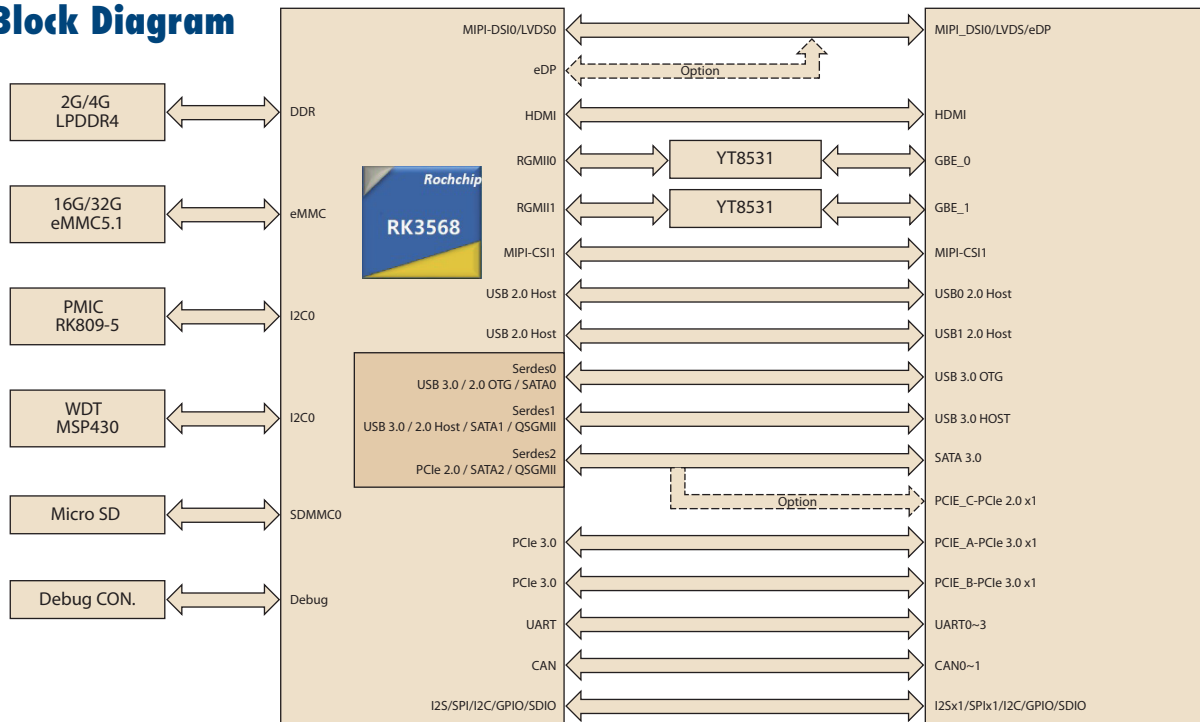 Block Diagram
2G/4G
LPDDR4
16G/32G
eMMC5.1
PMIC
RK809-5
WDT
MSP430
Micro SD
Debug CON.
DDR
eMMC
I2C0
I2C0
SDMMC0
Debug
Rochchip
RK3568
MIPI-DSI0/LVDS0
eDP
HDMI
RGMII0
RGMII1
MIPI-CSI1
USB 2.0 Host
USB 2.0 Host
Serdes0
USB 3.0 / 2.0 OTG / SATA0
Serdes1
USB 3.0 / 2.0 Host / SATA1 / QSGMII
Serdes2
PCIe 2.0 / SATA2 / QSGMII
PCIe 3.0
PCIe 3.0
UART
CAN
I2S/SPI/I2C/GPIO/SDIO
Option
YT8531
YT8531
Option
MIPI_DSI0/LVDS/eDP
HDMI
GBE_0
GBE_1
MIPI-CSI1
USB0 2.0 Host
USB1 2.0 Host
USB 3.0 OTG
USB 3.0 HOST
SATA 3.0
PCIE_C-PCIe 2.0 x1
PCIE_A-PCIe 3.0 x1
PCIE_B-PCIe 3.0 x1
UART0~3
CAN0~1
I2Sx1/SPIx1/I2C/GPIO/SDIO